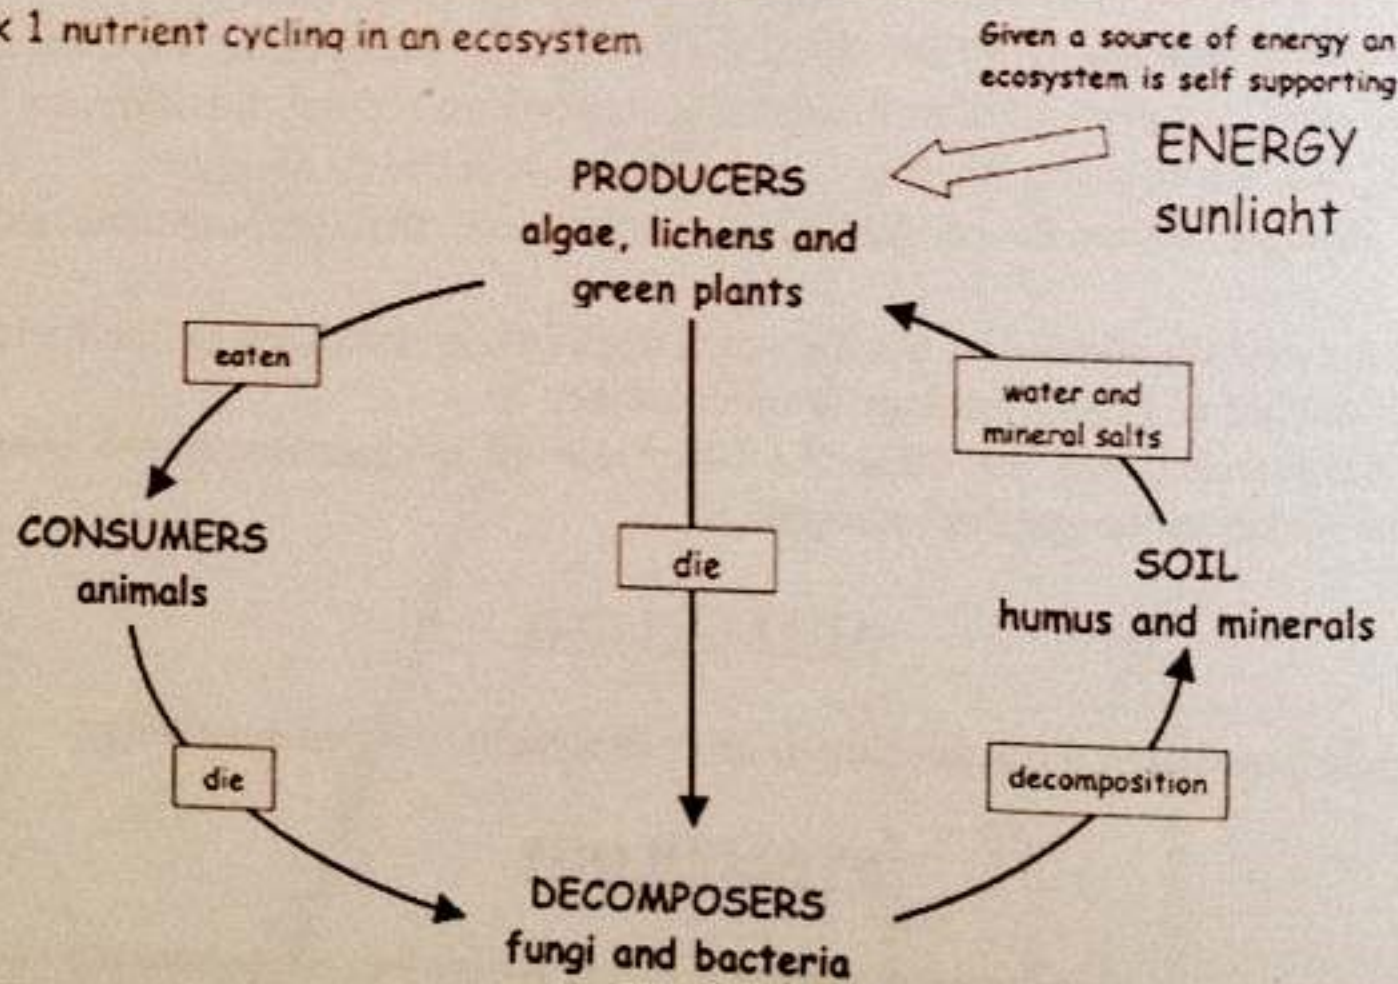 1 nutrient cycling in an ecosystem
Given a source of energy an
ecosystem is self supporting
ENERGY
sunlight
PRODUCERS
algae, lichens and
green plants
eaten
water and
mineral salts
CONSUMERS
animals
die
SOIL
humus and minerals
die
decomposition
DECOMPOSERS
fungi and bacteria